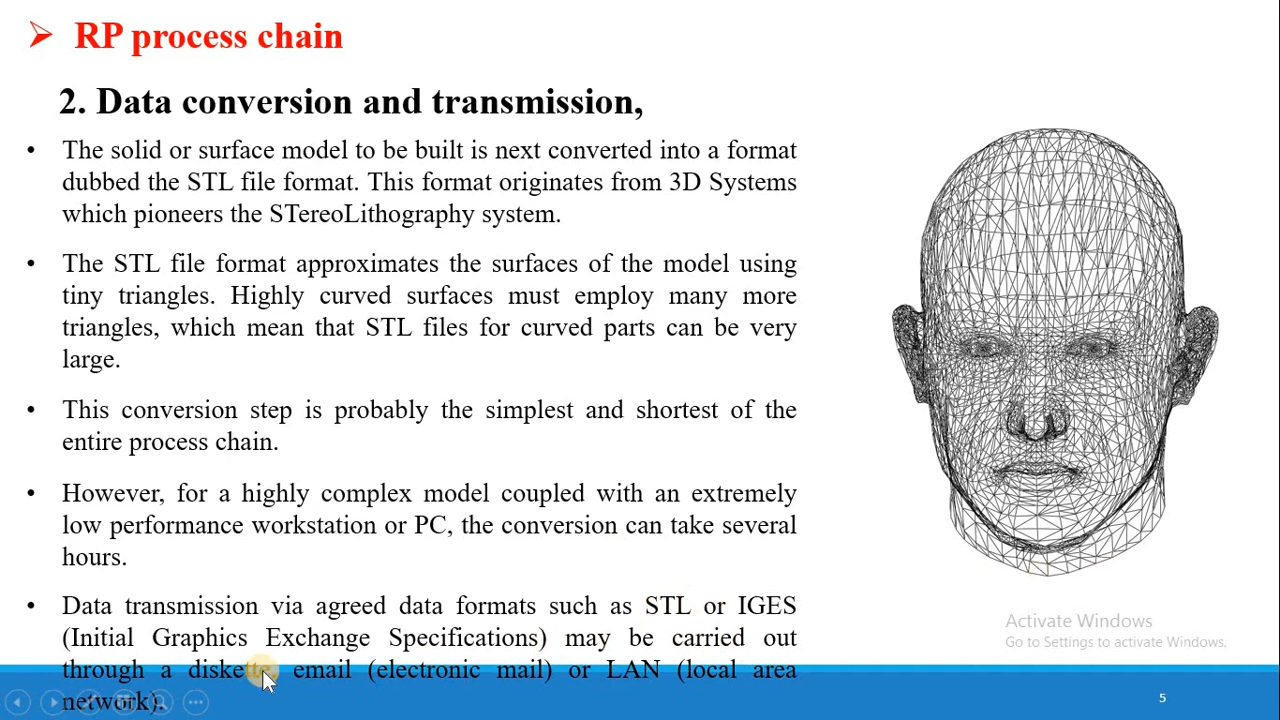 RP process chain
2. Data conversion and transmission,
• The solid or surface model to be built is next converted into a format
dubbed the STL file format. This format originates from 3D Systems
which pioneers the STereoLithography system.
• The STL file format approximates the surfaces of the model using
tiny triangles. Highly curved surfaces must employ many more
triangles, which mean that STL files for curved parts can be very
large.
• This conversion step is probably the simplest and shortest of the
entire process chain.
• However, for a highly complex model coupled with an extremely
low performance workstation or PC, the conversion can take several
hours.
• Data transmission via agreed data formats such as STL or IGES
(Initial Graphics Exchange Specifications) may be carried out
through a email (electronic mail) or LAN (local area
network).
Activate Windows
Go to Settings to activate Windows.
5